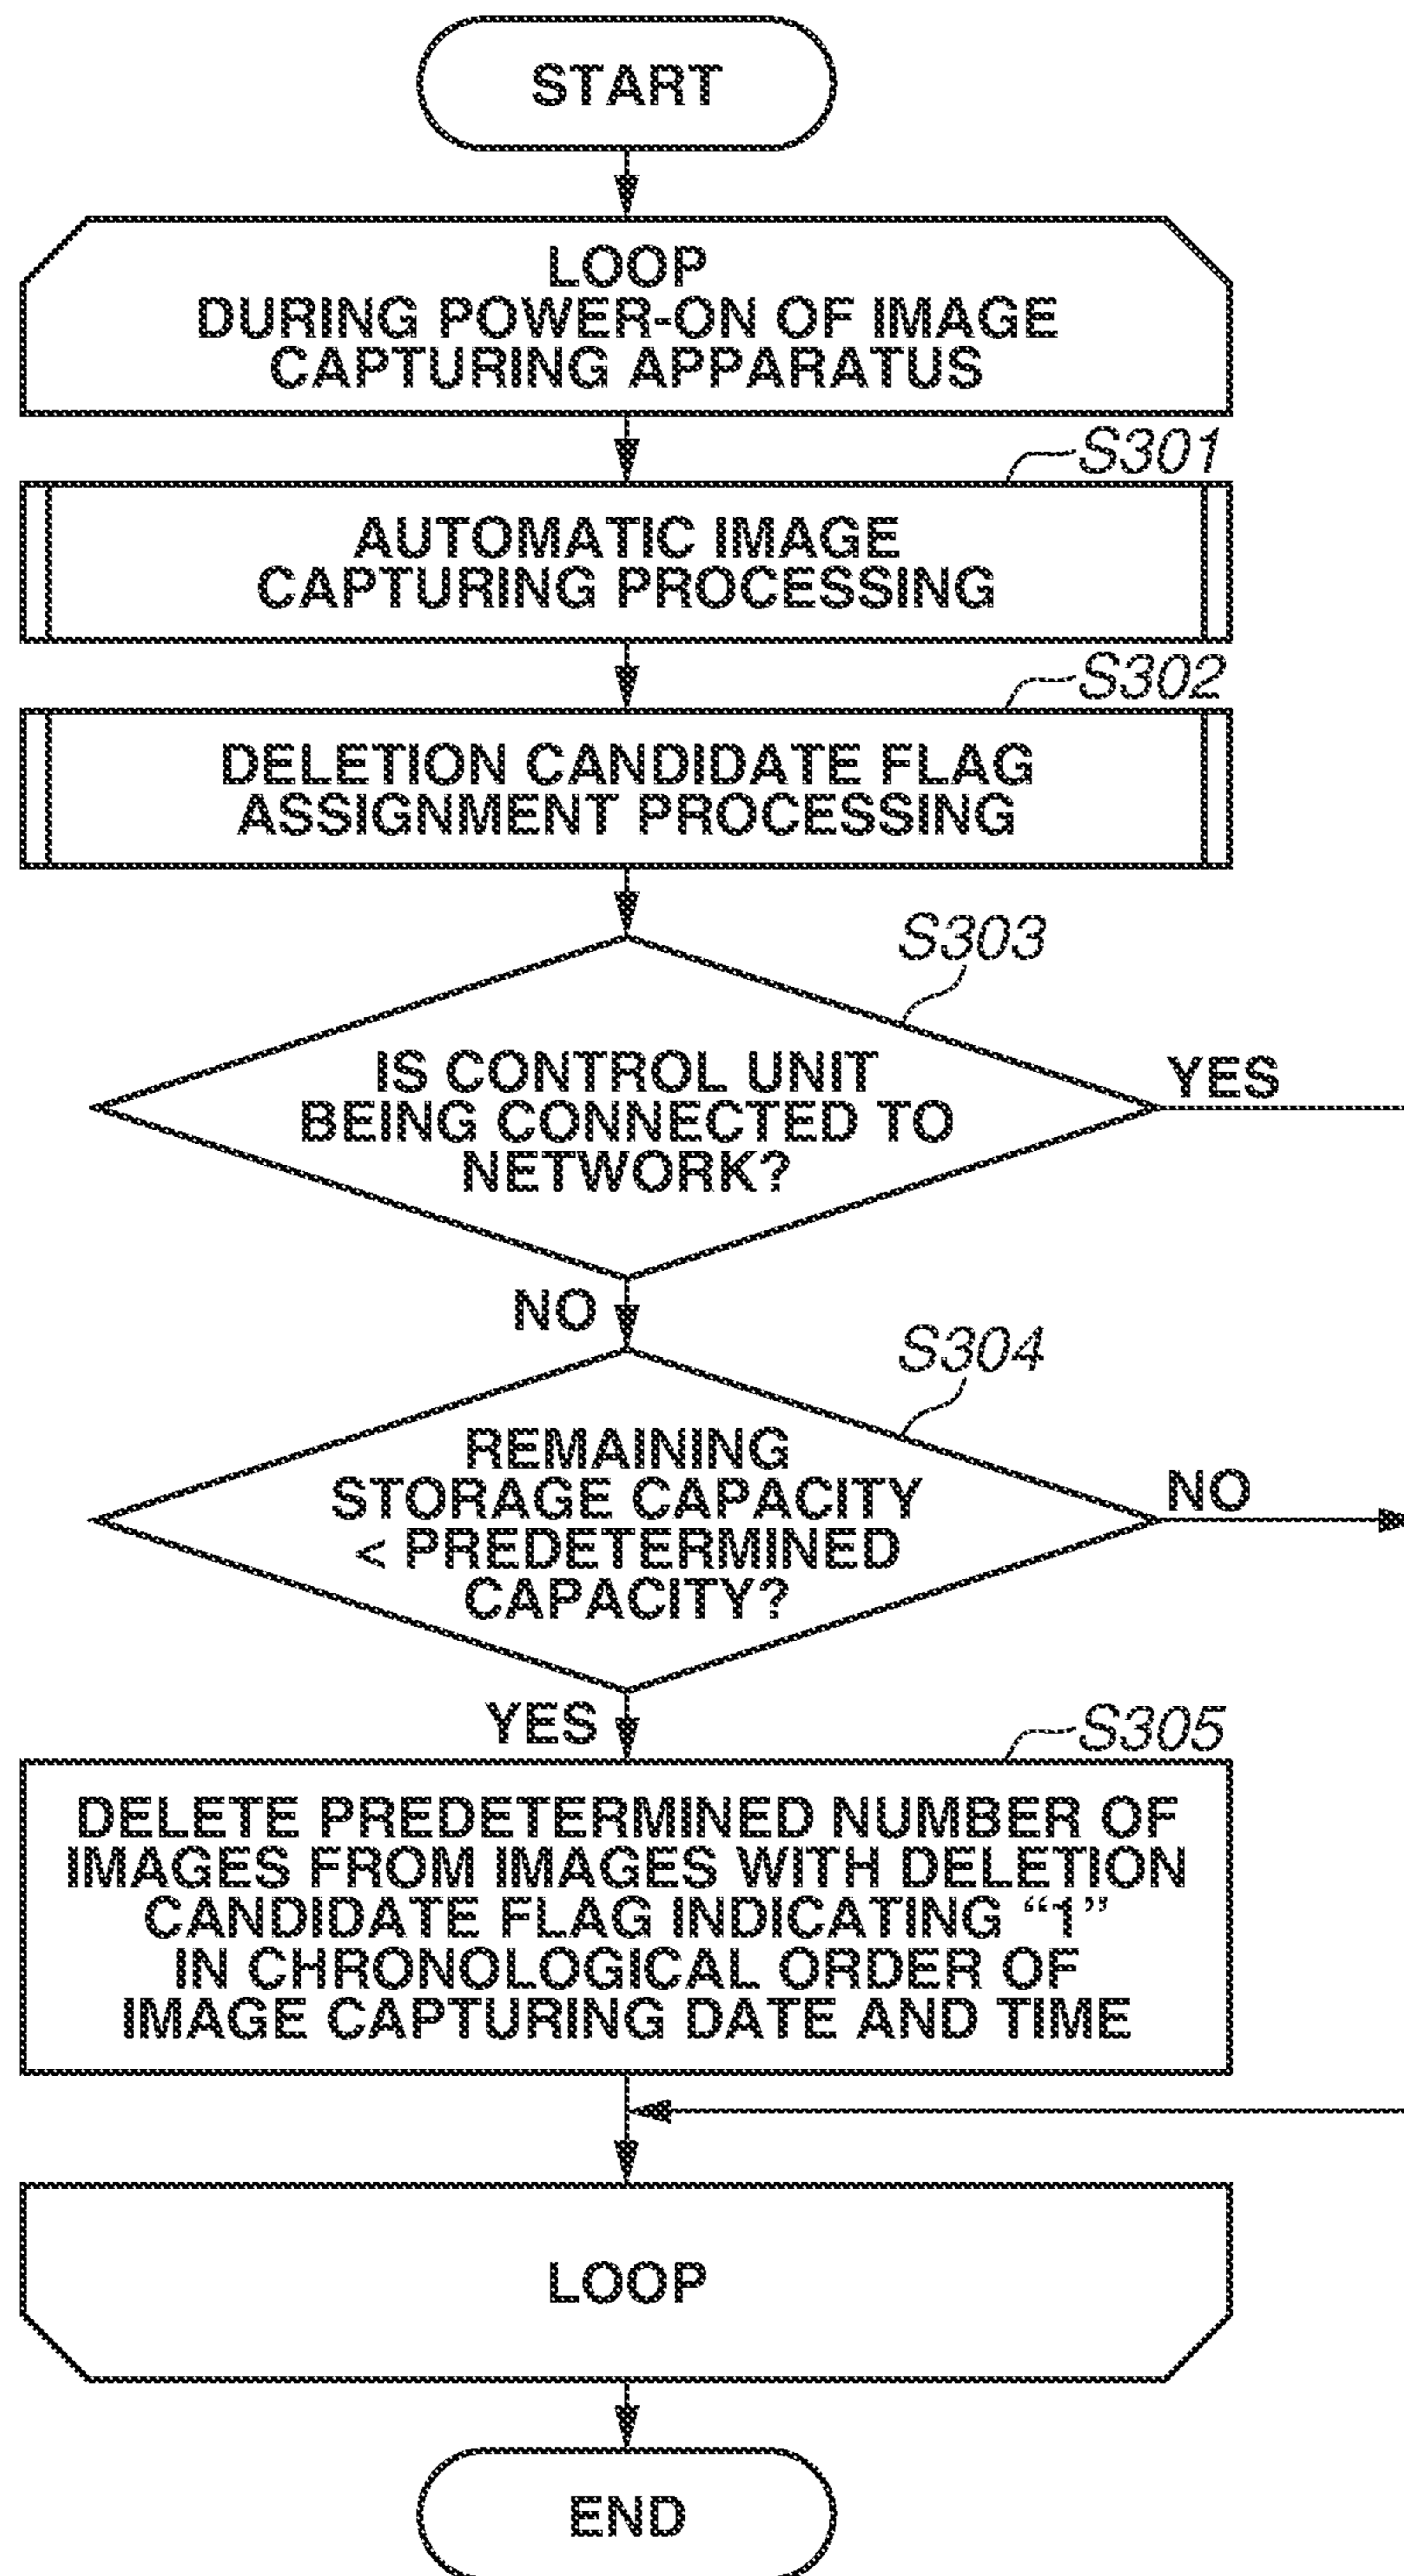 START
LOOP
DURING POWER-ON OF IMAGE
CAPTURING APPARATUS
S301
AUTOMATIC IMAGE
CAPTURING PROCESSING
S302
DELETION CANDIDATE FLAG
ASSIGNMENT PROCESSING
S303
IS CONTROL UNIT
BEING CONNECTED TO
NETWORK?
YES
NO
S304
REMAINING
STORAGE CAPACITY
< PREDETERMINED
CAPACITY?
NO
YES
S305
DELETE PREDETERMINED NUMBER OF
IMAGES FROM IMAGES WITH DELETION
CANDIDATE FLAG INDICATING “1”
IN CHRONOLOGICAL ORDER OF
IMAGE CAPTURING DATE AND TIME
LOOP
END